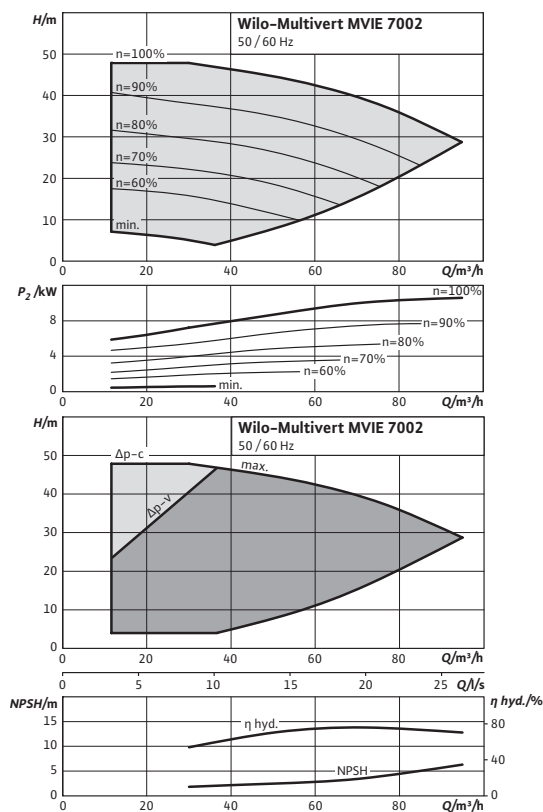 H/m
Wilo-Multivert MVIE 7002
50 / 60 Hz
50
n=100%
40
n=90%
30
n=80%
n=70%
20
n=60%
10
min.
0
0 20 40 60 80 Q/m³/h
P₂ /kW
n=100%
8
n=90%
n=80%
4
n=70%
n=60%
min.
0
0 20 40 60 80 Q/m³/h
H/m
Wilo-Multivert MVIE 7002
50 / 60 Hz
50
Δp-c
max.
40
Δp-v
30
20
10
0
0 20 40 60 80 Q/m³/h
0 5 10 15 20 25 Q/l/s
NPSH/m
η hyd./%
15
η hyd.
80
10
40
5
NPSH
0
0
0 20 40 60 80 Q/m³/h